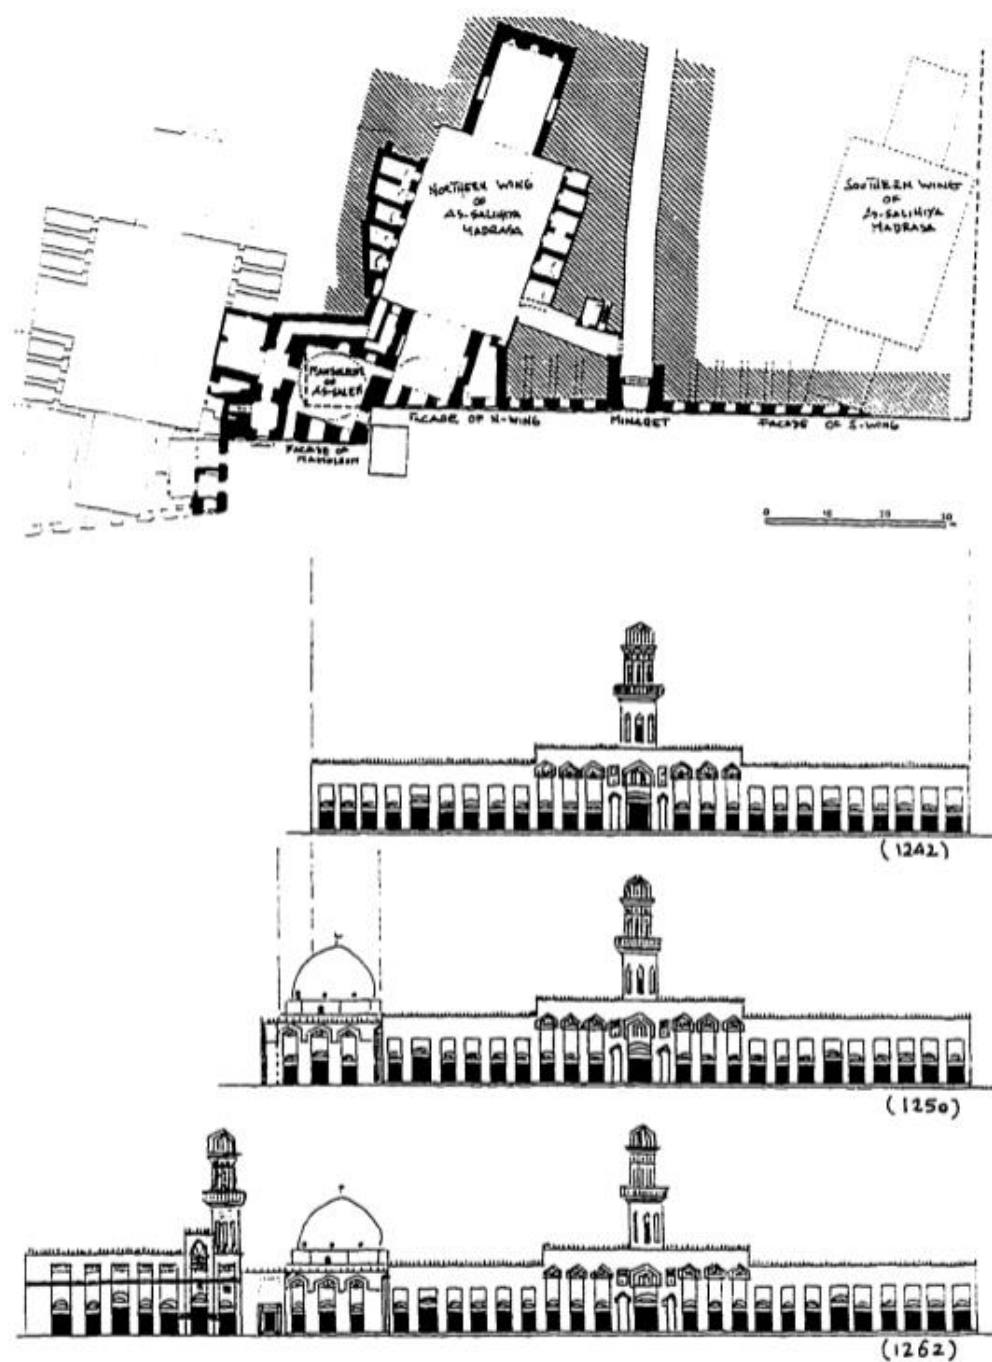 NORTHERN WING
OF
AS-SALIHIYA
MADRASA
SOUTHERN WING
OF
AS-SALIHIYA
MADRASA
MAUSOLEUM
OF
AS-SALEH
FACADE OF N-WING
MINARET
FACADE OF S-WING
FACADE OF
MAUSOLEUM
0 10 20 30
m
(1242)
(1250)
(1262)